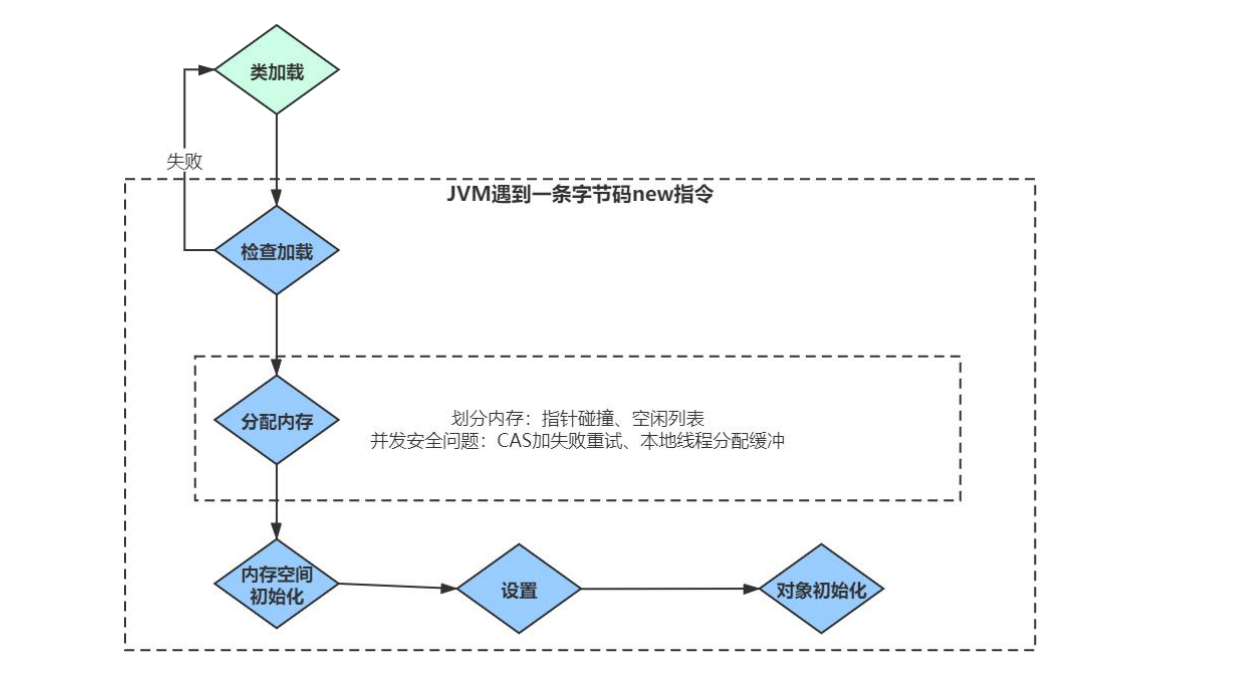 类加载
失败
JVM遇到一条字节码new指令
检查加载
分配内存
划分内存：指针碰撞、空闲列表
并发安全问题：CAS加失败重试、本地线程分配缓冲
内存空间
初始化
设置
对象初始化